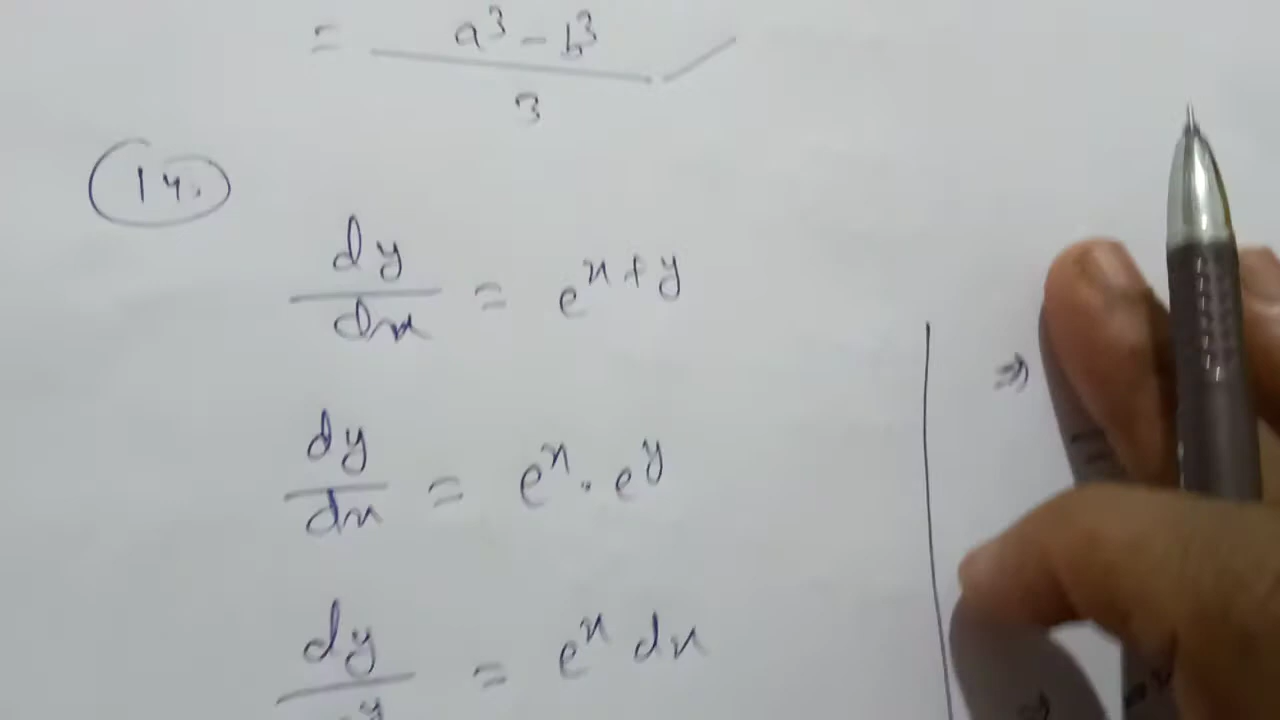 = a³ - b³ / 3
14.
dy/dx = e^{x+y}
dy/dx = e^x . e^y
dy/e^y = e^x dx
⇒